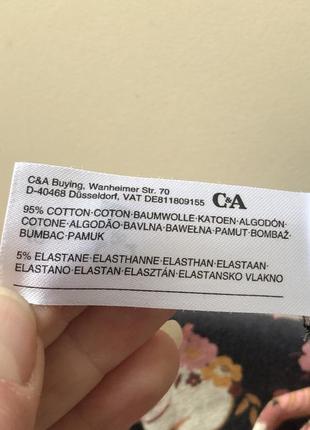 C&A Buying, Wanheimer Str. 70
D-40468 Düsseldorf, VAT DE811809155
C&A
95% COTTON·COTON·BAUMWOLLE·KATOEN·ALGODÓN·
COTONE·ALGODÃO·BAVLNA·BAWEŁNA·PAMUT·BOMBAŽ·
BUMBAC·PAMUK
5% ELASTANE·ELASTHANNE·ELASTHAN·ELASTAAN·
ELASTANO·ELASTAN·ELASZTÁN·ELASTANSKO VLAKNO